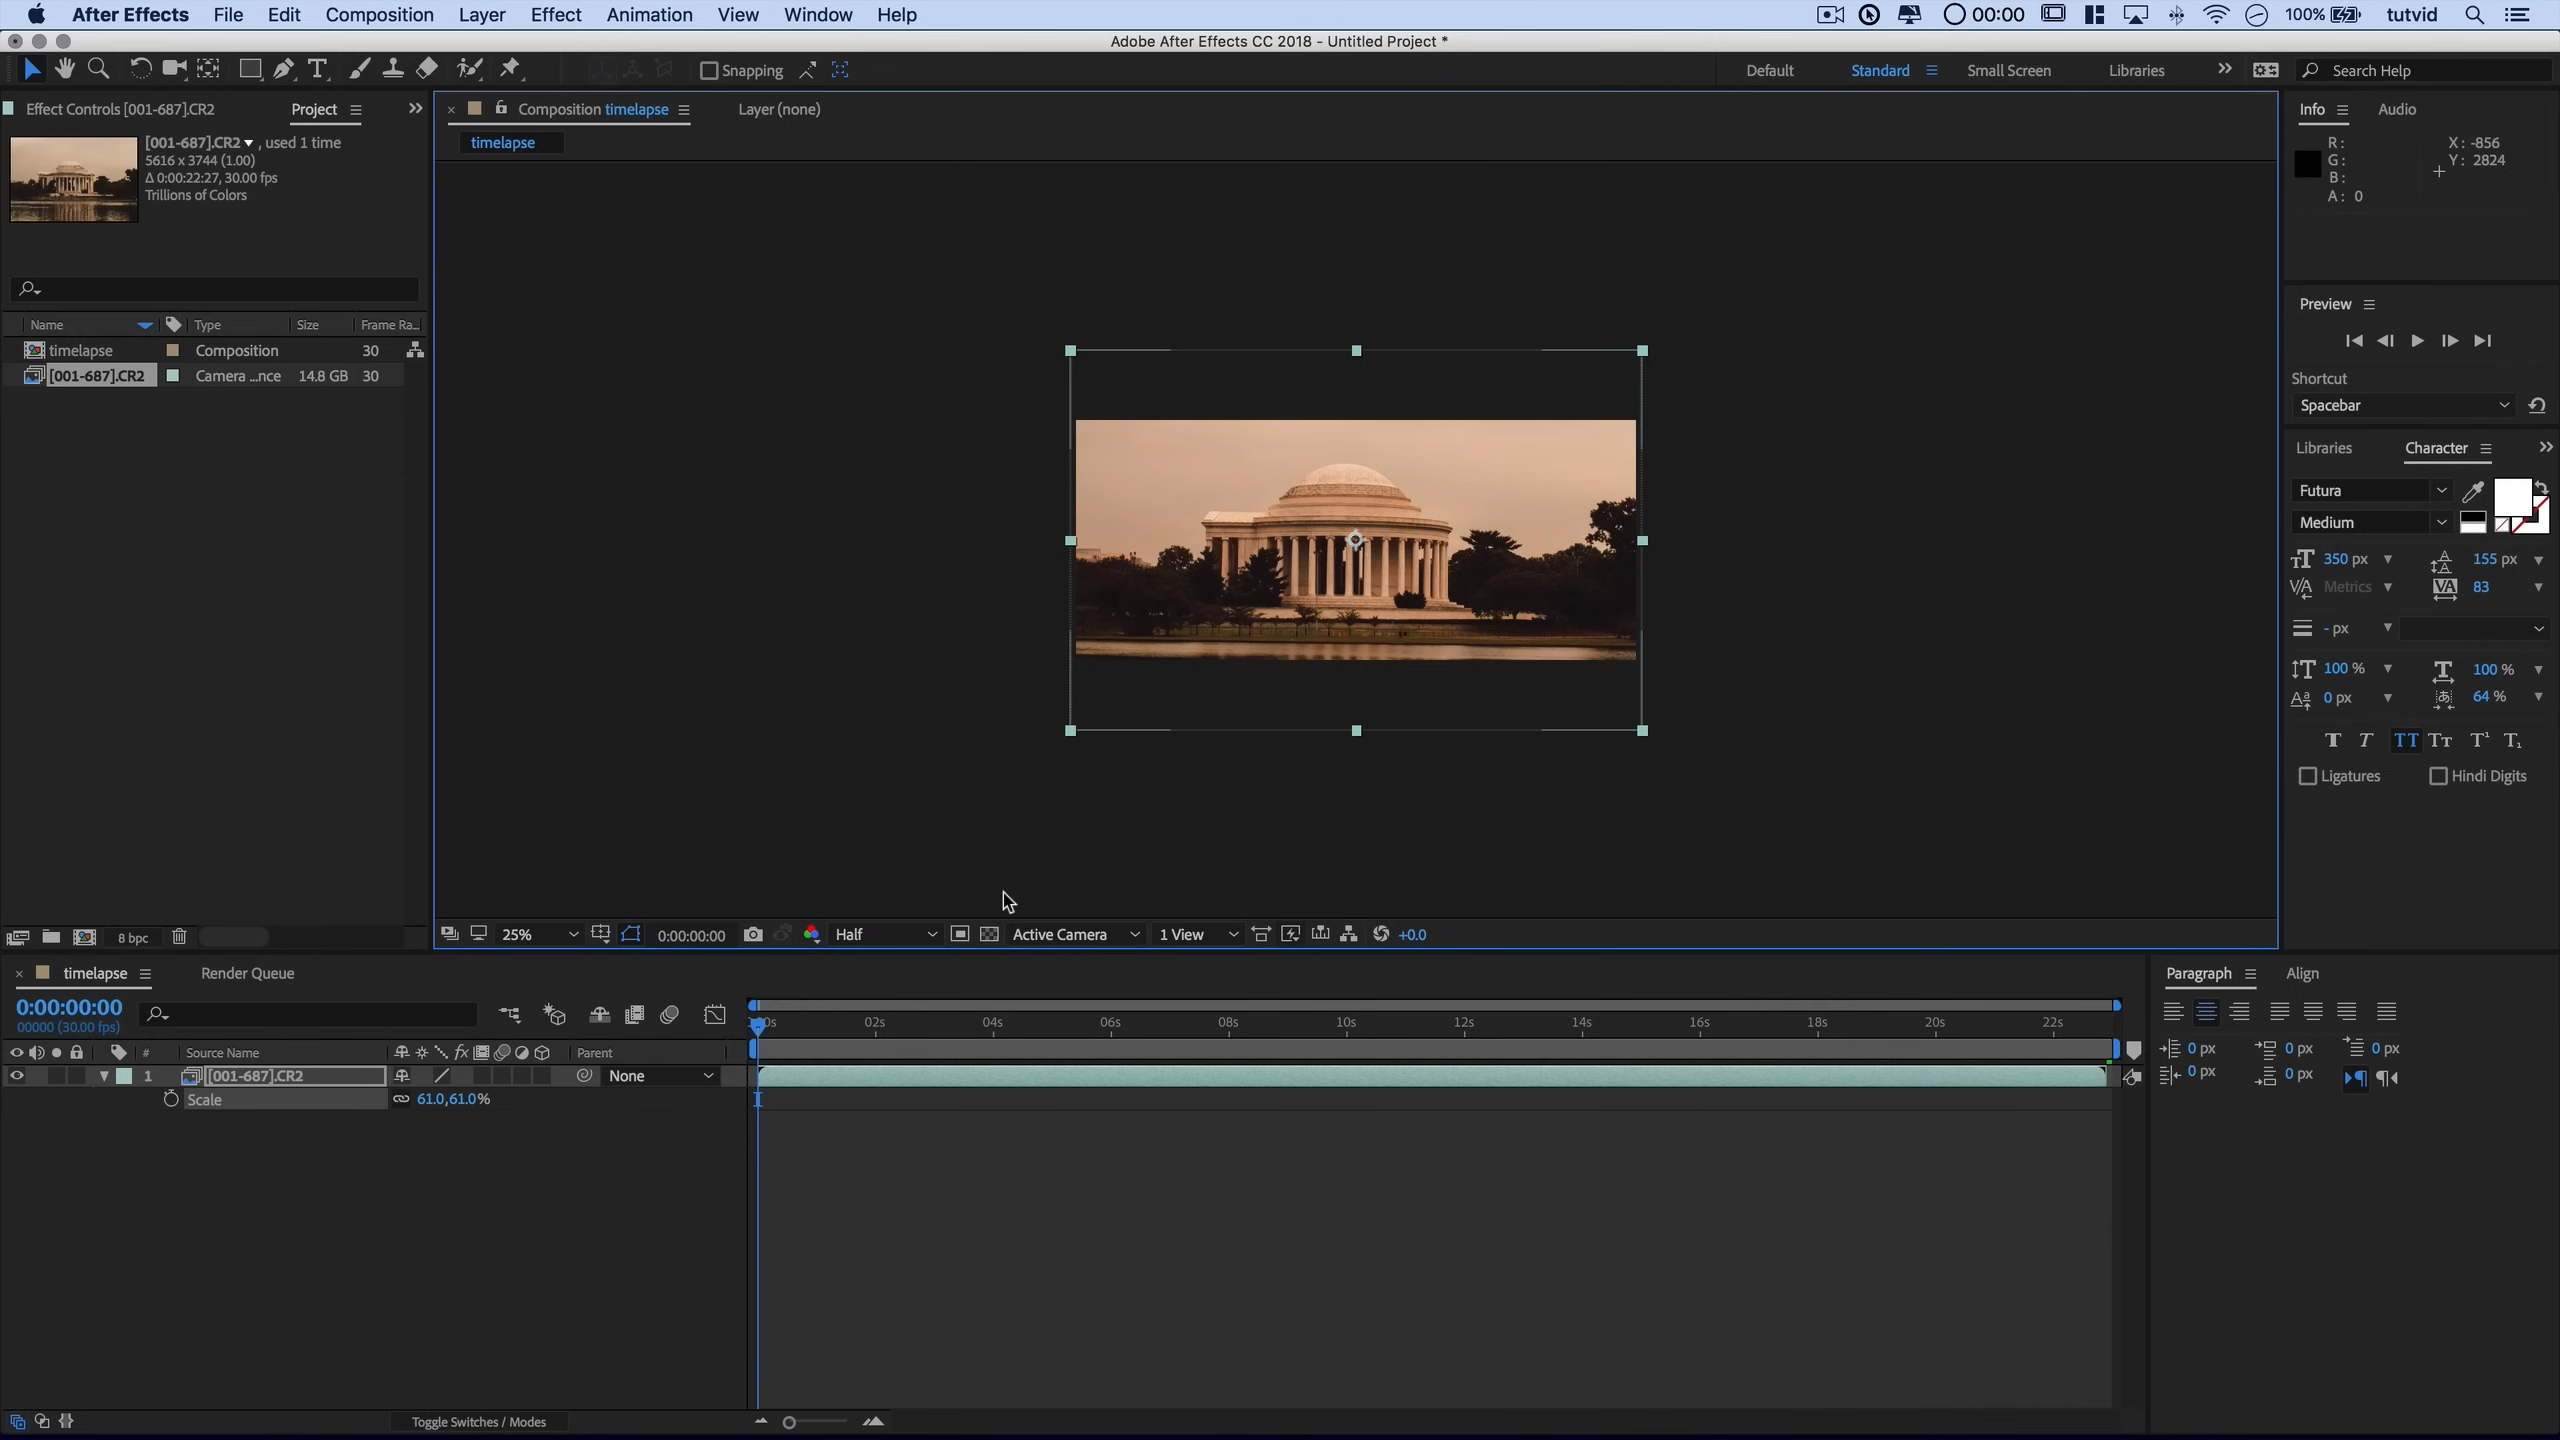 After Effects File Edit Composition Layer Effect Animation View Window Help 00:00 100% tutvid
Adobe After Effects CC 2018 - Untitled Project *
Snapping Default Standard Small Screen Libraries Search Help
Effect Controls [001-687].CR2 Project
[001-687].CR2 , used 1 time
5616 x 3744 (1.00)
Δ 0:00:22:27, 30.00 fps
Trillions of Colors
Name Type Size Frame Ra...
timelapse Composition 30
[001-687].CR2 Camera ...nce 14.8 GB 30
8 bpc
Composition timelapse Layer (none)
timelapse
25% 0:00:00:00 Half Active Camera 1 View +0.0
Info Audio
R: X: -856
G: Y: 2824
B:
A: 0
Preview
Shortcut
Spacebar
Libraries Character
Futura
Medium
350 px 155 px
Metrics 83
- px
100 % 100 %
0 px 64 %
Ligatures Hindi Digits
timelapse Render Queue
0:00:00:00
00000 (30.00 fps)
02s 04s 06s 08s 10s 12s 14s 16s 18s 20s 22s
# Source Name Parent
1 [001-687].CR2 None
Scale 61.0,61.0%
Toggle Switches / Modes
Paragraph Align
0 px 0 px 0 px
0 px 0 px